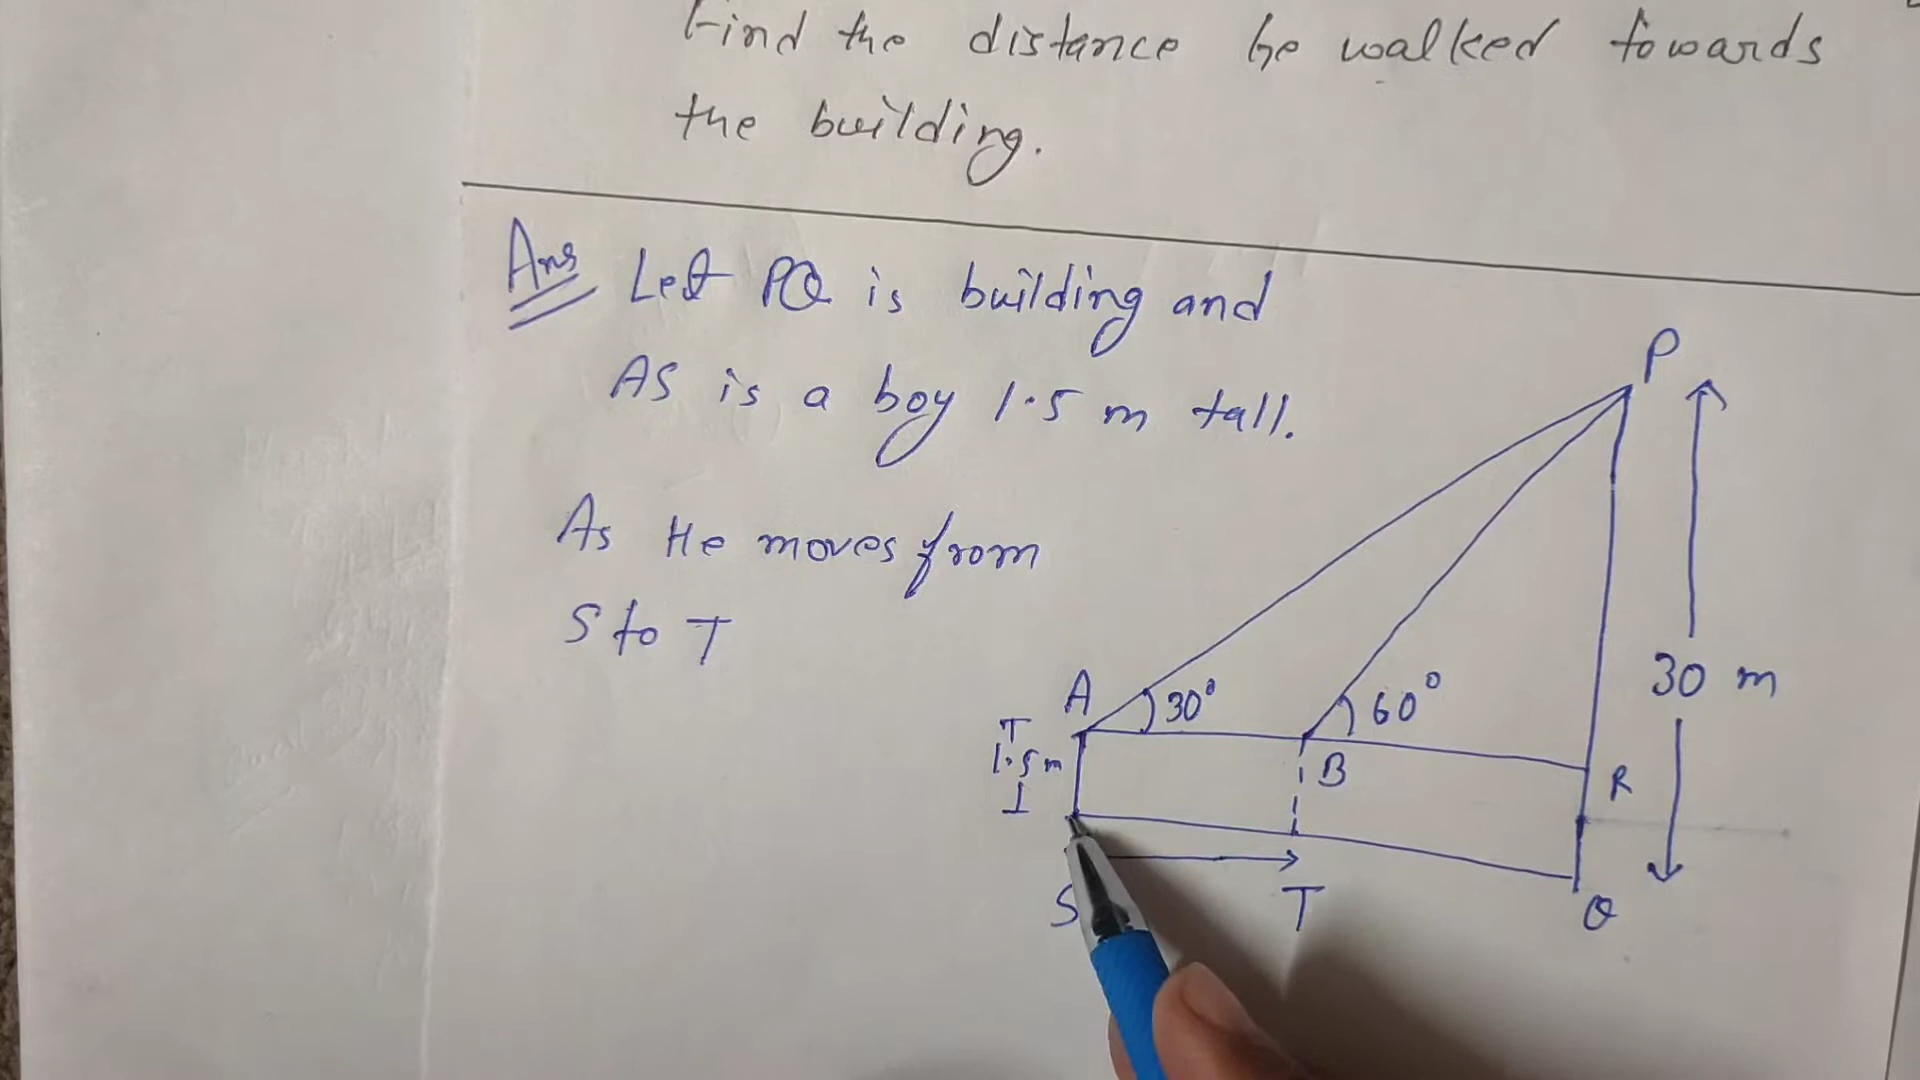 Find the distance he walked towards
the building.
Ans Let PQ is building and
AS is a boy 1.5 m tall.
As He moves from
S to T
P
30 m
A
30°
60°
1.5 m
B
R
S
T
Q